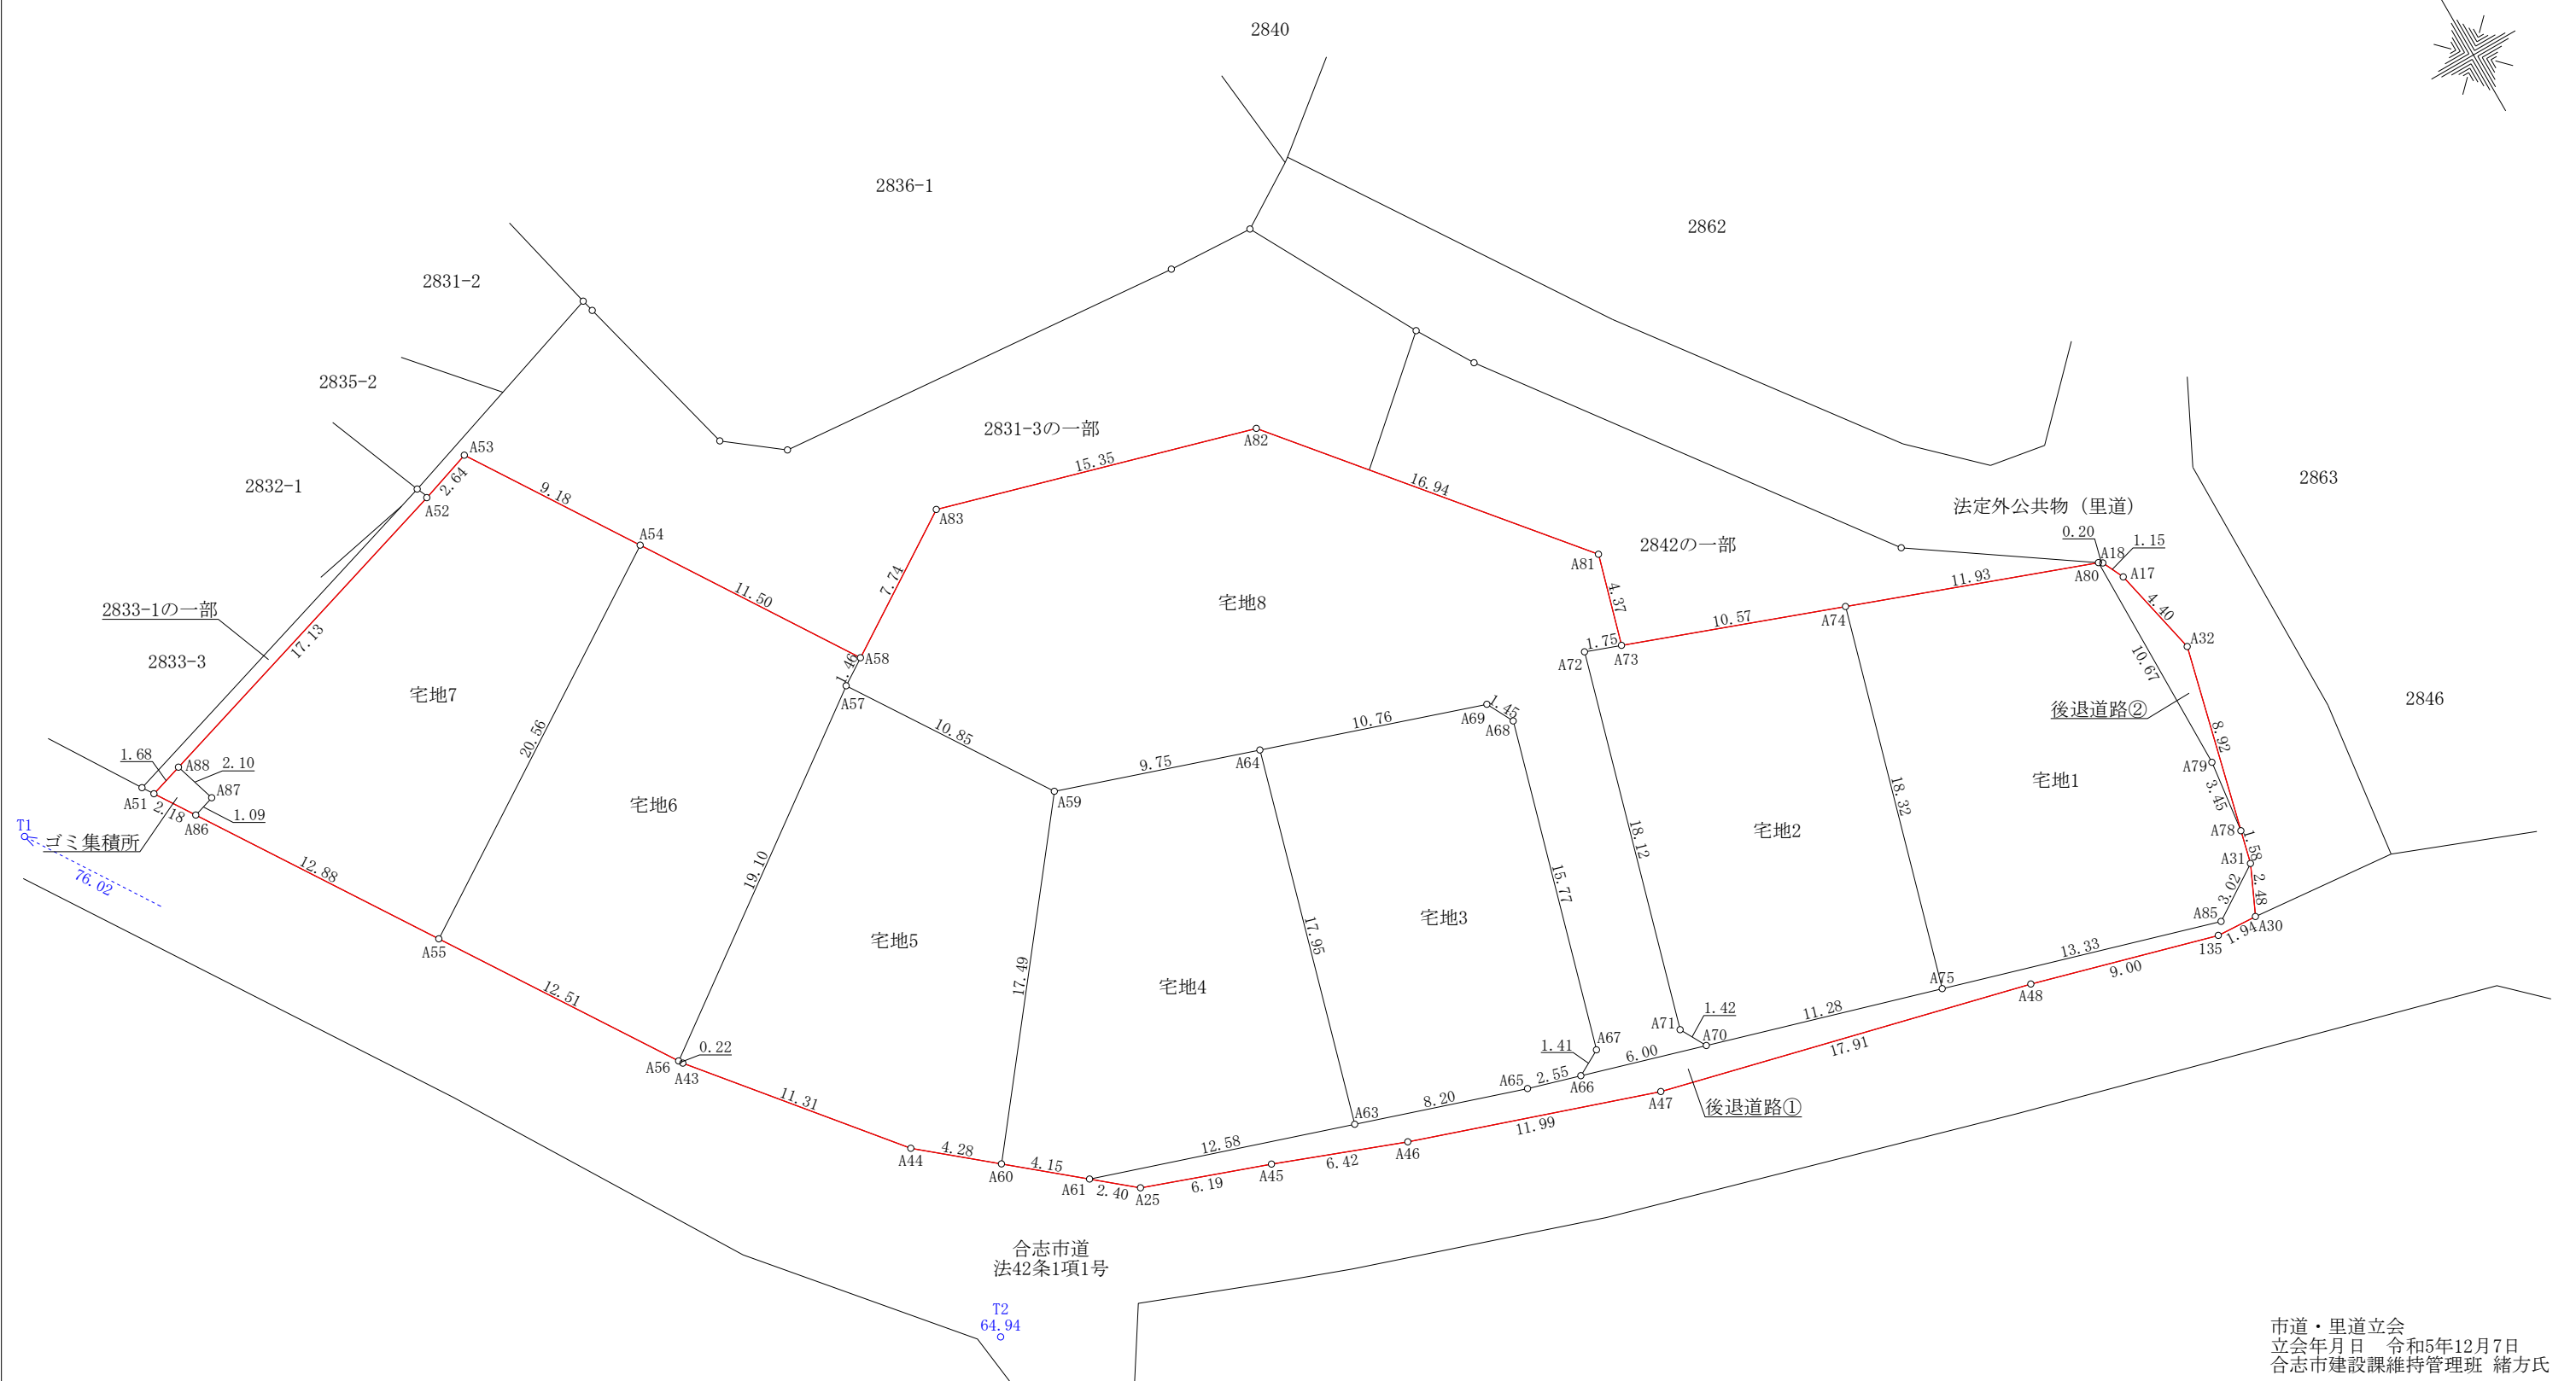 2840
2836-1
2862
2831-2
2835-2
2831-3の一部
A82
A53
2.64
9.18
15.35
16.94
2863
2832-1
A52
A83
法定外公共物（里道）
0.20
A18
1.15
A54
2842の一部
A81
A80
A17
7.74
11.50
4.37
11.93
4.40
宅地8
2833-1の一部
17.13
10.57
A74
1.75
A73
A72
A32
2833-3
1.46
A58
10.67
宅地7
A57
1.45
A69
A68
後退道路②
2846
20.56
10.85
10.76
8.92
1.68
A88
2.10
9.75
A64
A79
宅地1
A51
A87
2.18
1.09
A86
宅地6
A59
18.32
3.45
T1
ゴミ集積所
18.12
宅地2
A78
1.58
A31
12.88
19.10
15.77
3.02
2.48
76.02
宅地5
17.95
宅地3
A85
A30
1.94
I35
A55
17.49
宅地4
13.33
9.00
A75
A48
12.51
11.28
1.42
A71
A70
0.22
A56
A43
A67
1.41
6.00
17.91
A65
2.55
A66
A47
11.31
8.20
A63
後退道路①
12.58
11.99
A44
4.28
A60
4.15
A61
2.40
A25
6.19
A45
6.42
A46
合志市道
法42条1項1号
T2
64.94
市道・里道立会
立会年月日　令和5年12月7日
合志市建設課維持管理班 緒方氏